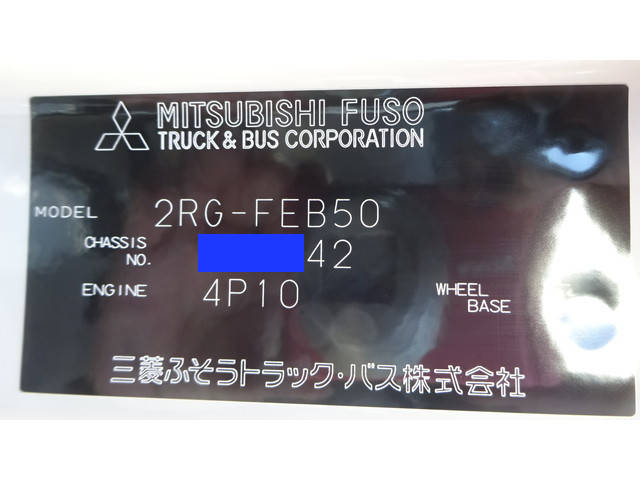 MITSUBISHI FUSO
TRUCK & BUS CORPORATION
MODEL 2RG-FEB50
CHASSIS NO. 42
ENGINE 4P10 WHEEL BASE
三菱ふそうトラック・バス株式会社